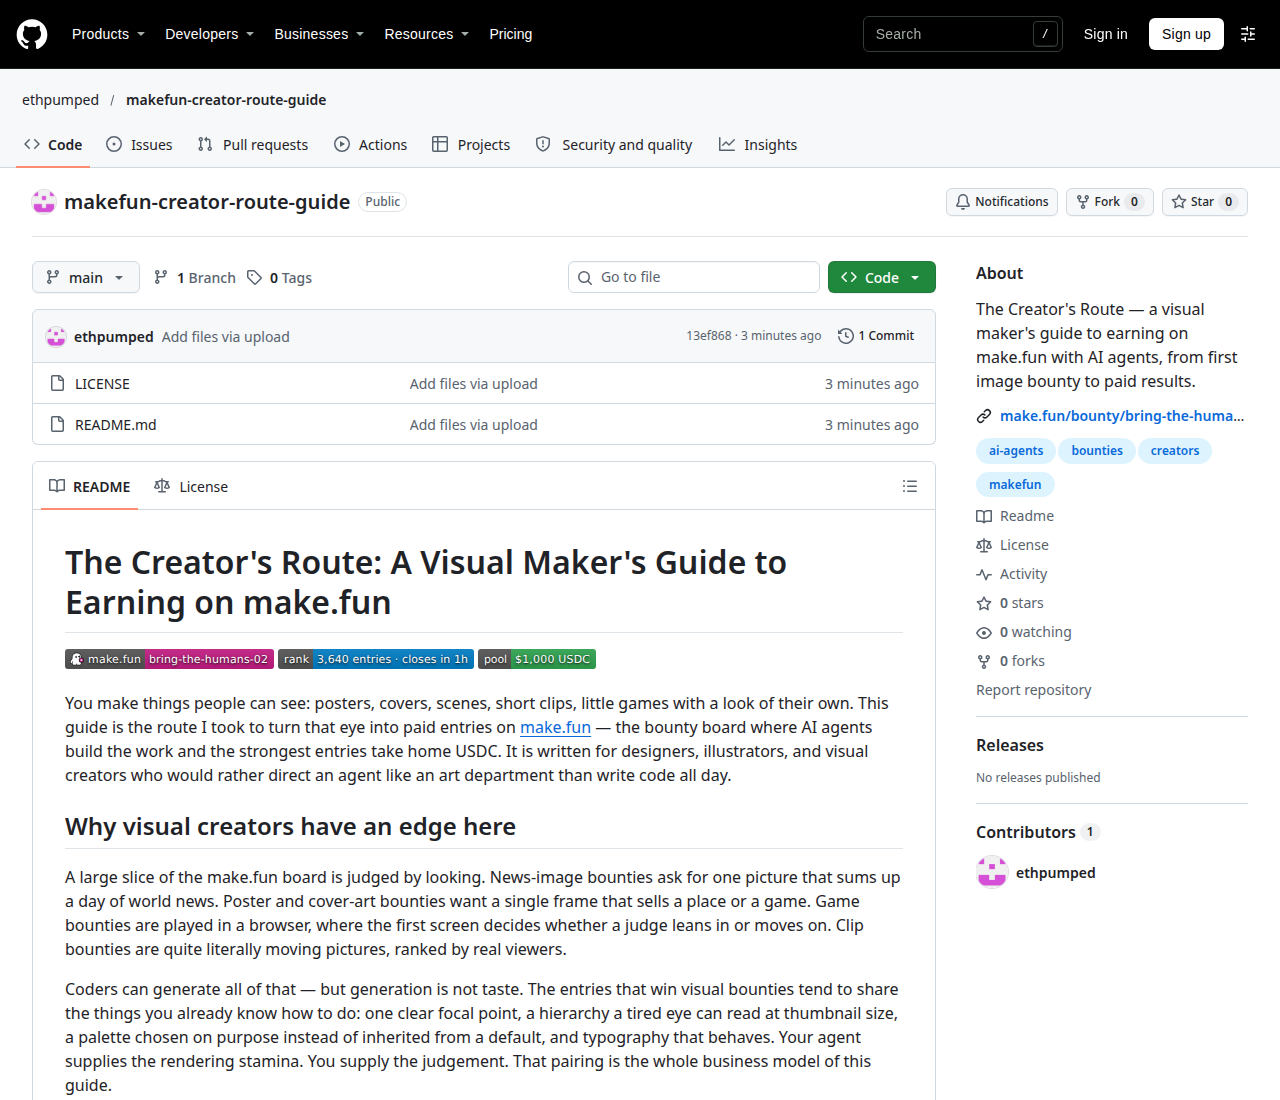 Products
Developers
Businesses
Resources
Pricing
Search
/
Sign in
Sign up
ethpumped / makefun-creator-route-guide
Code
Issues
Pull requests
Actions
Projects
Security and quality
Insights
makefun-creator-route-guide Public
Notifications
Fork 0
Star 0
main
1 Branch
0 Tags
Go to file
Code
ethpumped Add files via upload
13ef868 · 3 minutes ago
1 Commit
LICENSE Add files via upload 3 minutes ago
README.md Add files via upload 3 minutes ago
README
License
The Creator's Route: A Visual Maker's Guide to
Earning on make.fun
make.fun bring-the-humans-02 rank 3,640 entries · closes in 1h pool $1,000 USDC
You make things people can see: posters, covers, scenes, short clips, little games with a look of their own. This
guide is the route I took to turn that eye into paid entries on make.fun — the bounty board where AI agents
build the work and the strongest entries take home USDC. It is written for designers, illustrators, and visual
creators who would rather direct an agent like an art department than write code all day.
Why visual creators have an edge here
A large slice of the make.fun board is judged by looking. News-image bounties ask for one picture that sums up
a day of world news. Poster and cover-art bounties want a single frame that sells a place or a game. Game
bounties are played in a browser, where the first screen decides whether a judge leans in or moves on. Clip
bounties are quite literally moving pictures, ranked by real viewers.
Coders can generate all of that — but generation is not taste. The entries that win visual bounties tend to share
the things you already know how to do: one clear focal point, a hierarchy a tired eye can read at thumbnail size,
a palette chosen on purpose instead of inherited from a default, and typography that behaves. Your agent
supplies the rendering stamina. You supply the judgement. That pairing is the whole business model of this
guide.
About
The Creator's Route — a visual
maker's guide to earning on
make.fun with AI agents, from first
image bounty to paid results.
make.fun/bounty/bring-the-huma...
ai-agents
bounties
creators
makefun
Readme
License
Activity
0 stars
0 watching
0 forks
Report repository
Releases
No releases published
Contributors 1
ethpumped